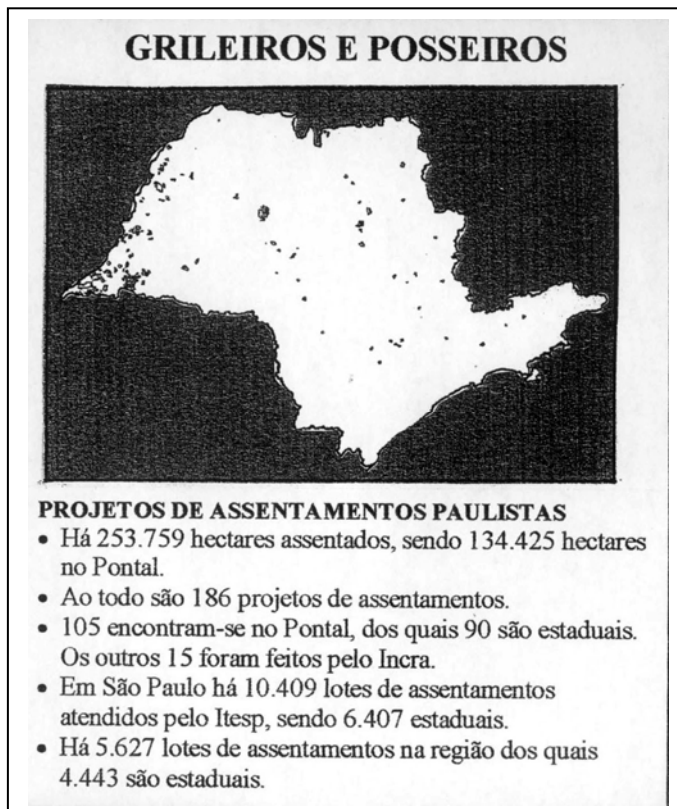 GRILEIROS E POSSEIROS
PROJETOS DE ASSENTAMENTOS PAULISTAS
• Há 253.759 hectares assentados, sendo 134.425 hectares
no Pontal.
• Ao todo são 186 projetos de assentamentos.
• 105 encontram-se no Pontal, dos quais 90 são estaduais.
Os outros 15 foram feitos pelo Incra.
• Em São Paulo há 10.409 lotes de assentamentos
atendidos pelo Itesp, sendo 6.407 estaduais.
• Há 5.627 lotes de assentamentos na região dos quais
4.443 são estaduais.